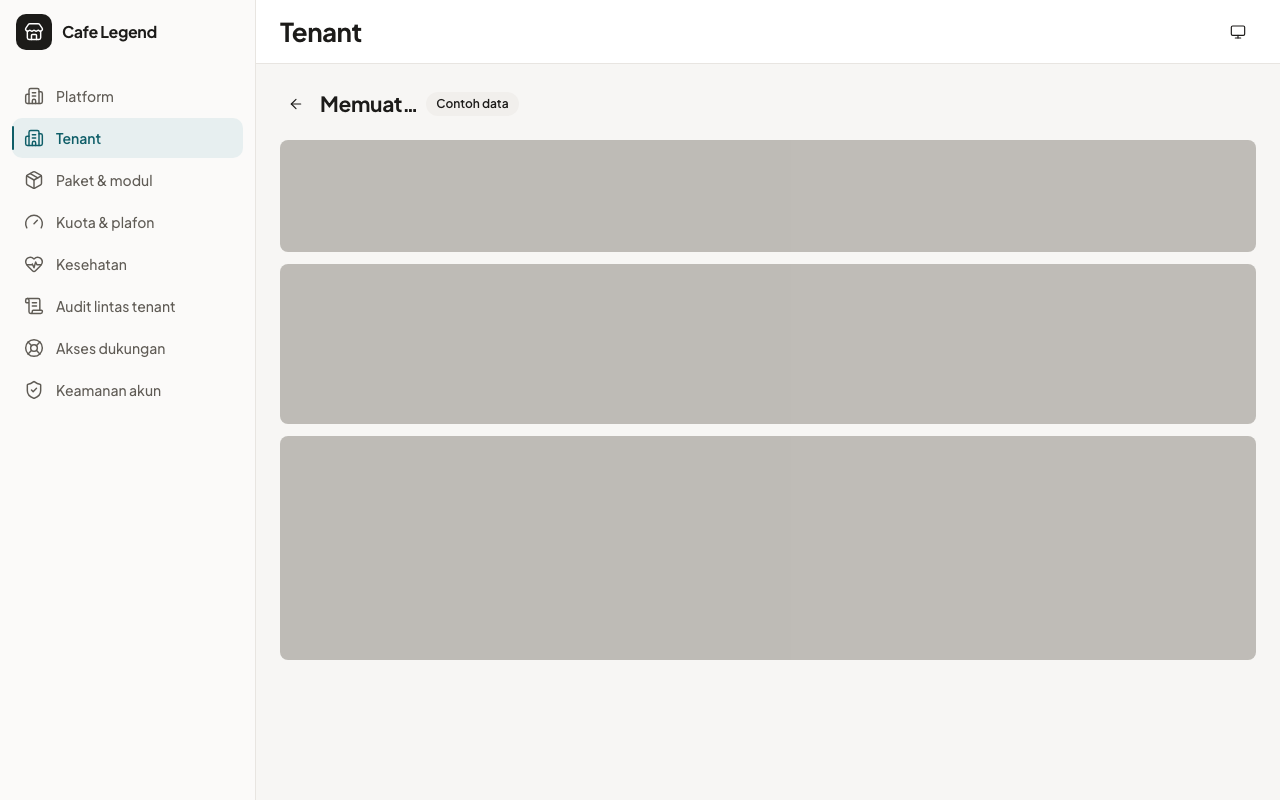 Cafe Legend
Tenant
Platform
Tenant
Paket & modul
Kuota & plafon
Kesehatan
Audit lintas tenant
Akses dukungan
Keamanan akun
Memuat…
Contoh data